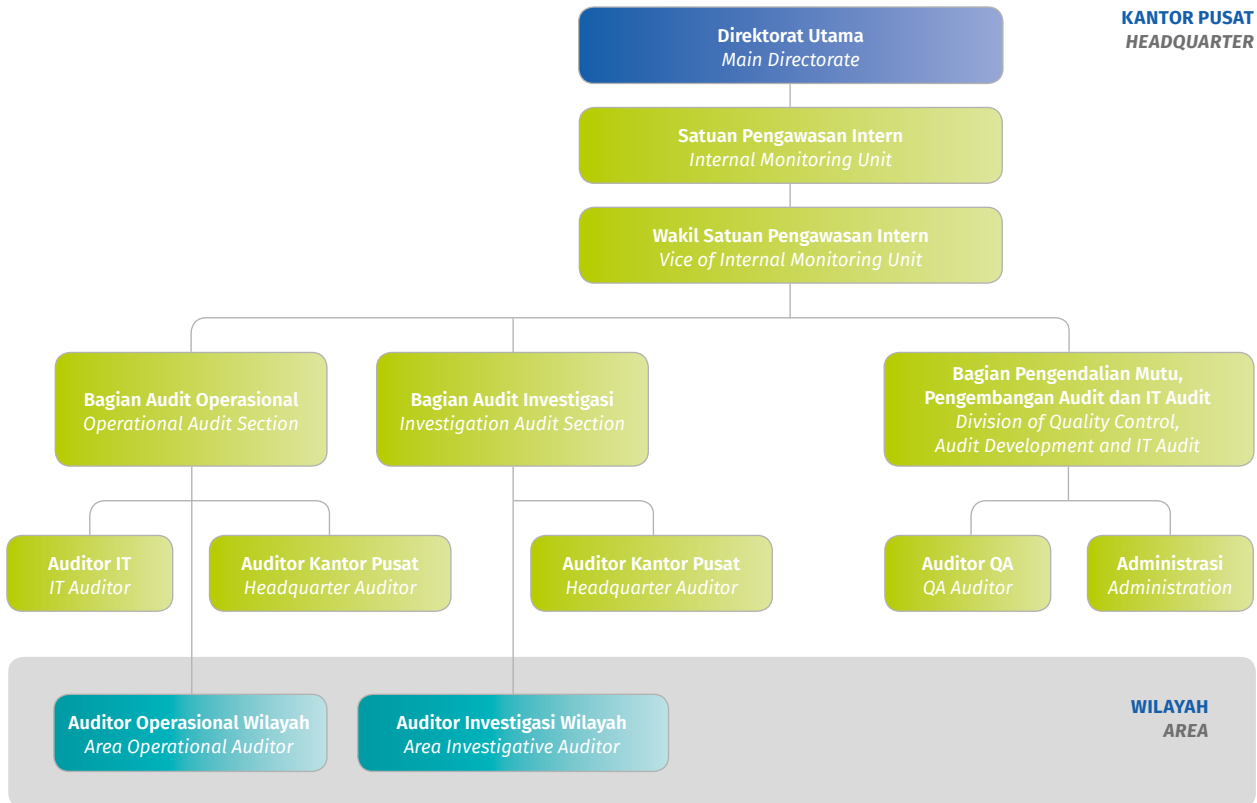 KANTOR PUSAT
HEADQUARTER
Direktorat Utama
Main Directorate
Satuan Pengawasan Intern
Internal Monitoring Unit
Wakil Satuan Pengawasan Intern
Vice of Internal Monitoring Unit
Bagian Audit Operasional
Operational Audit Section
Bagian Audit Investigasi
Investigation Audit Section
Bagian Pengendalian Mutu,
Pengembangan Audit dan IT Audit
Division of Quality Control,
Audit Development and IT Audit
Auditor IT
IT Auditor
Auditor Kantor Pusat
Headquarter Auditor
Auditor Kantor Pusat
Headquarter Auditor
Auditor QA
QA Auditor
Administrasi
Administration
Auditor Operasional Wilayah
Area Operational Auditor
Auditor Investigasi Wilayah
Area Investigative Auditor
WILAYAH
AREA